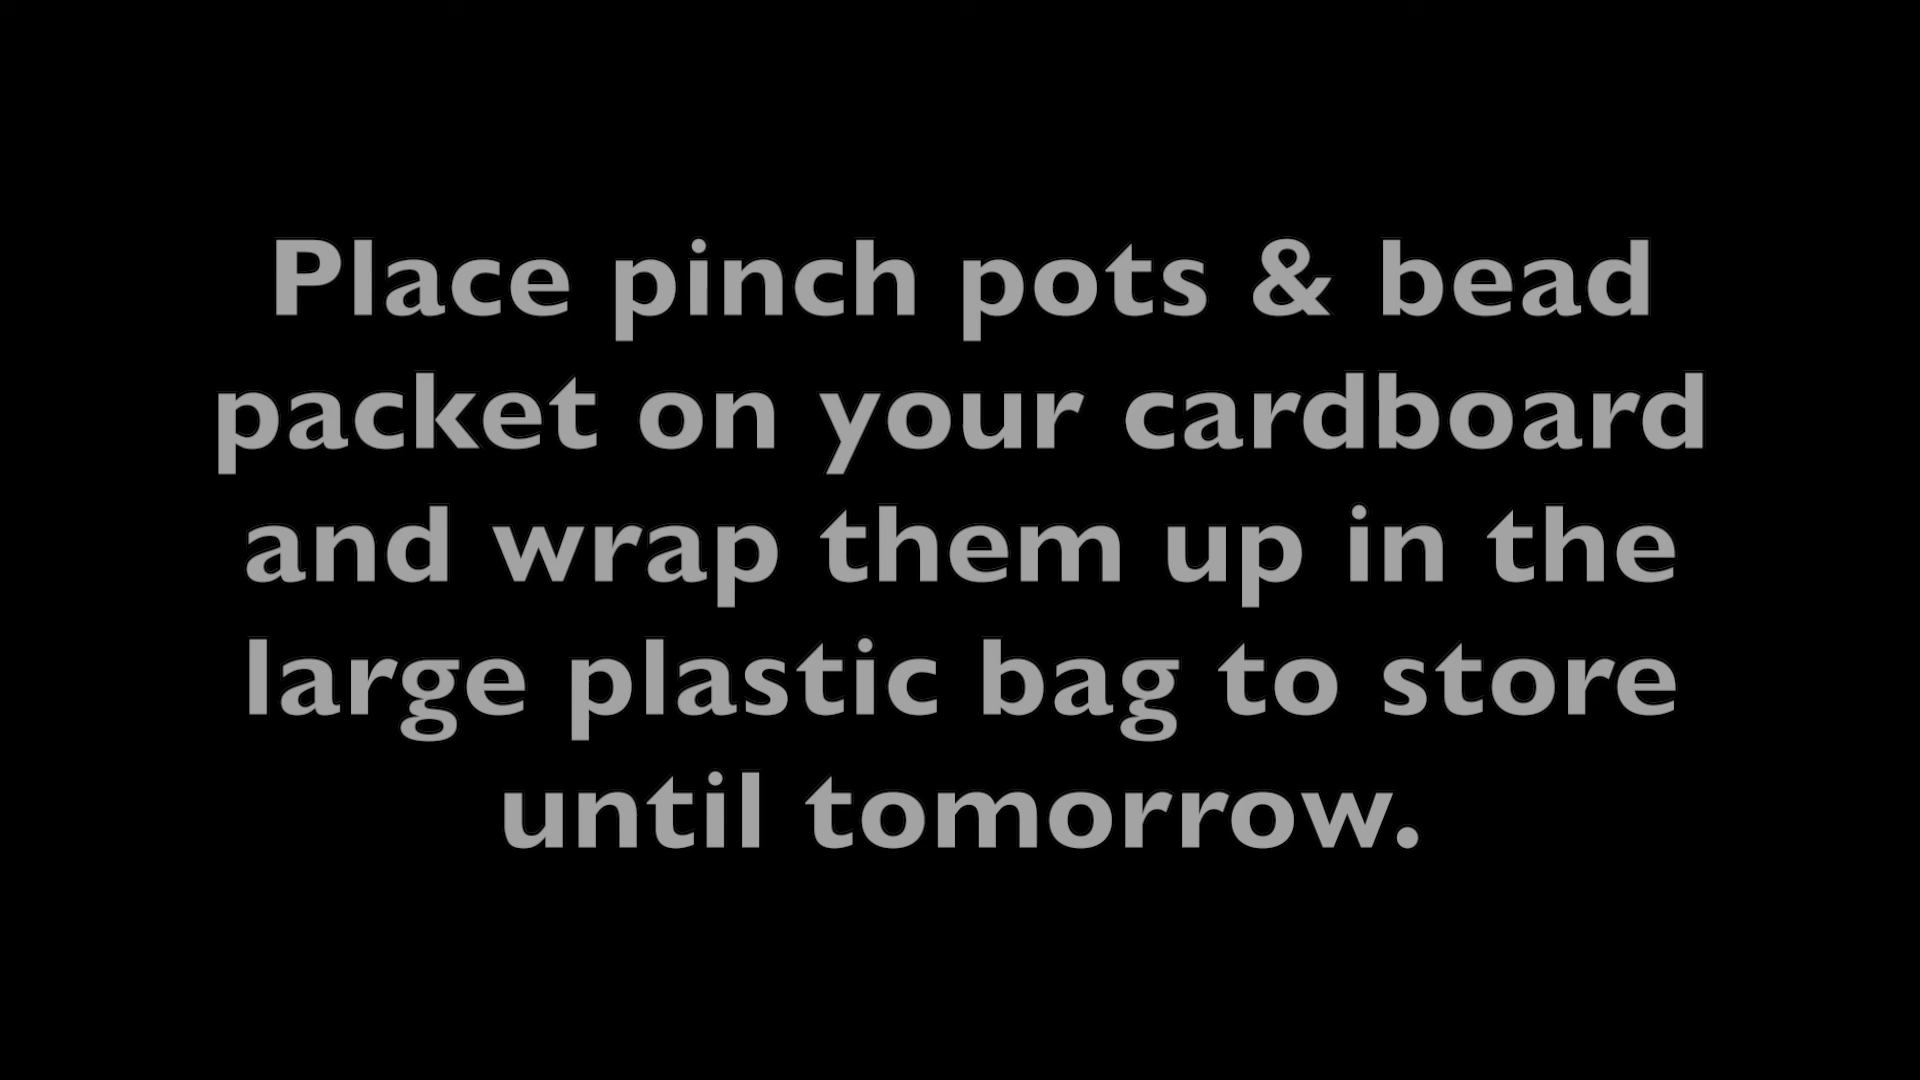 Place pinch pots & bead
packet on your cardboard
and wrap them up in the
large plastic bag to store
until tomorrow.